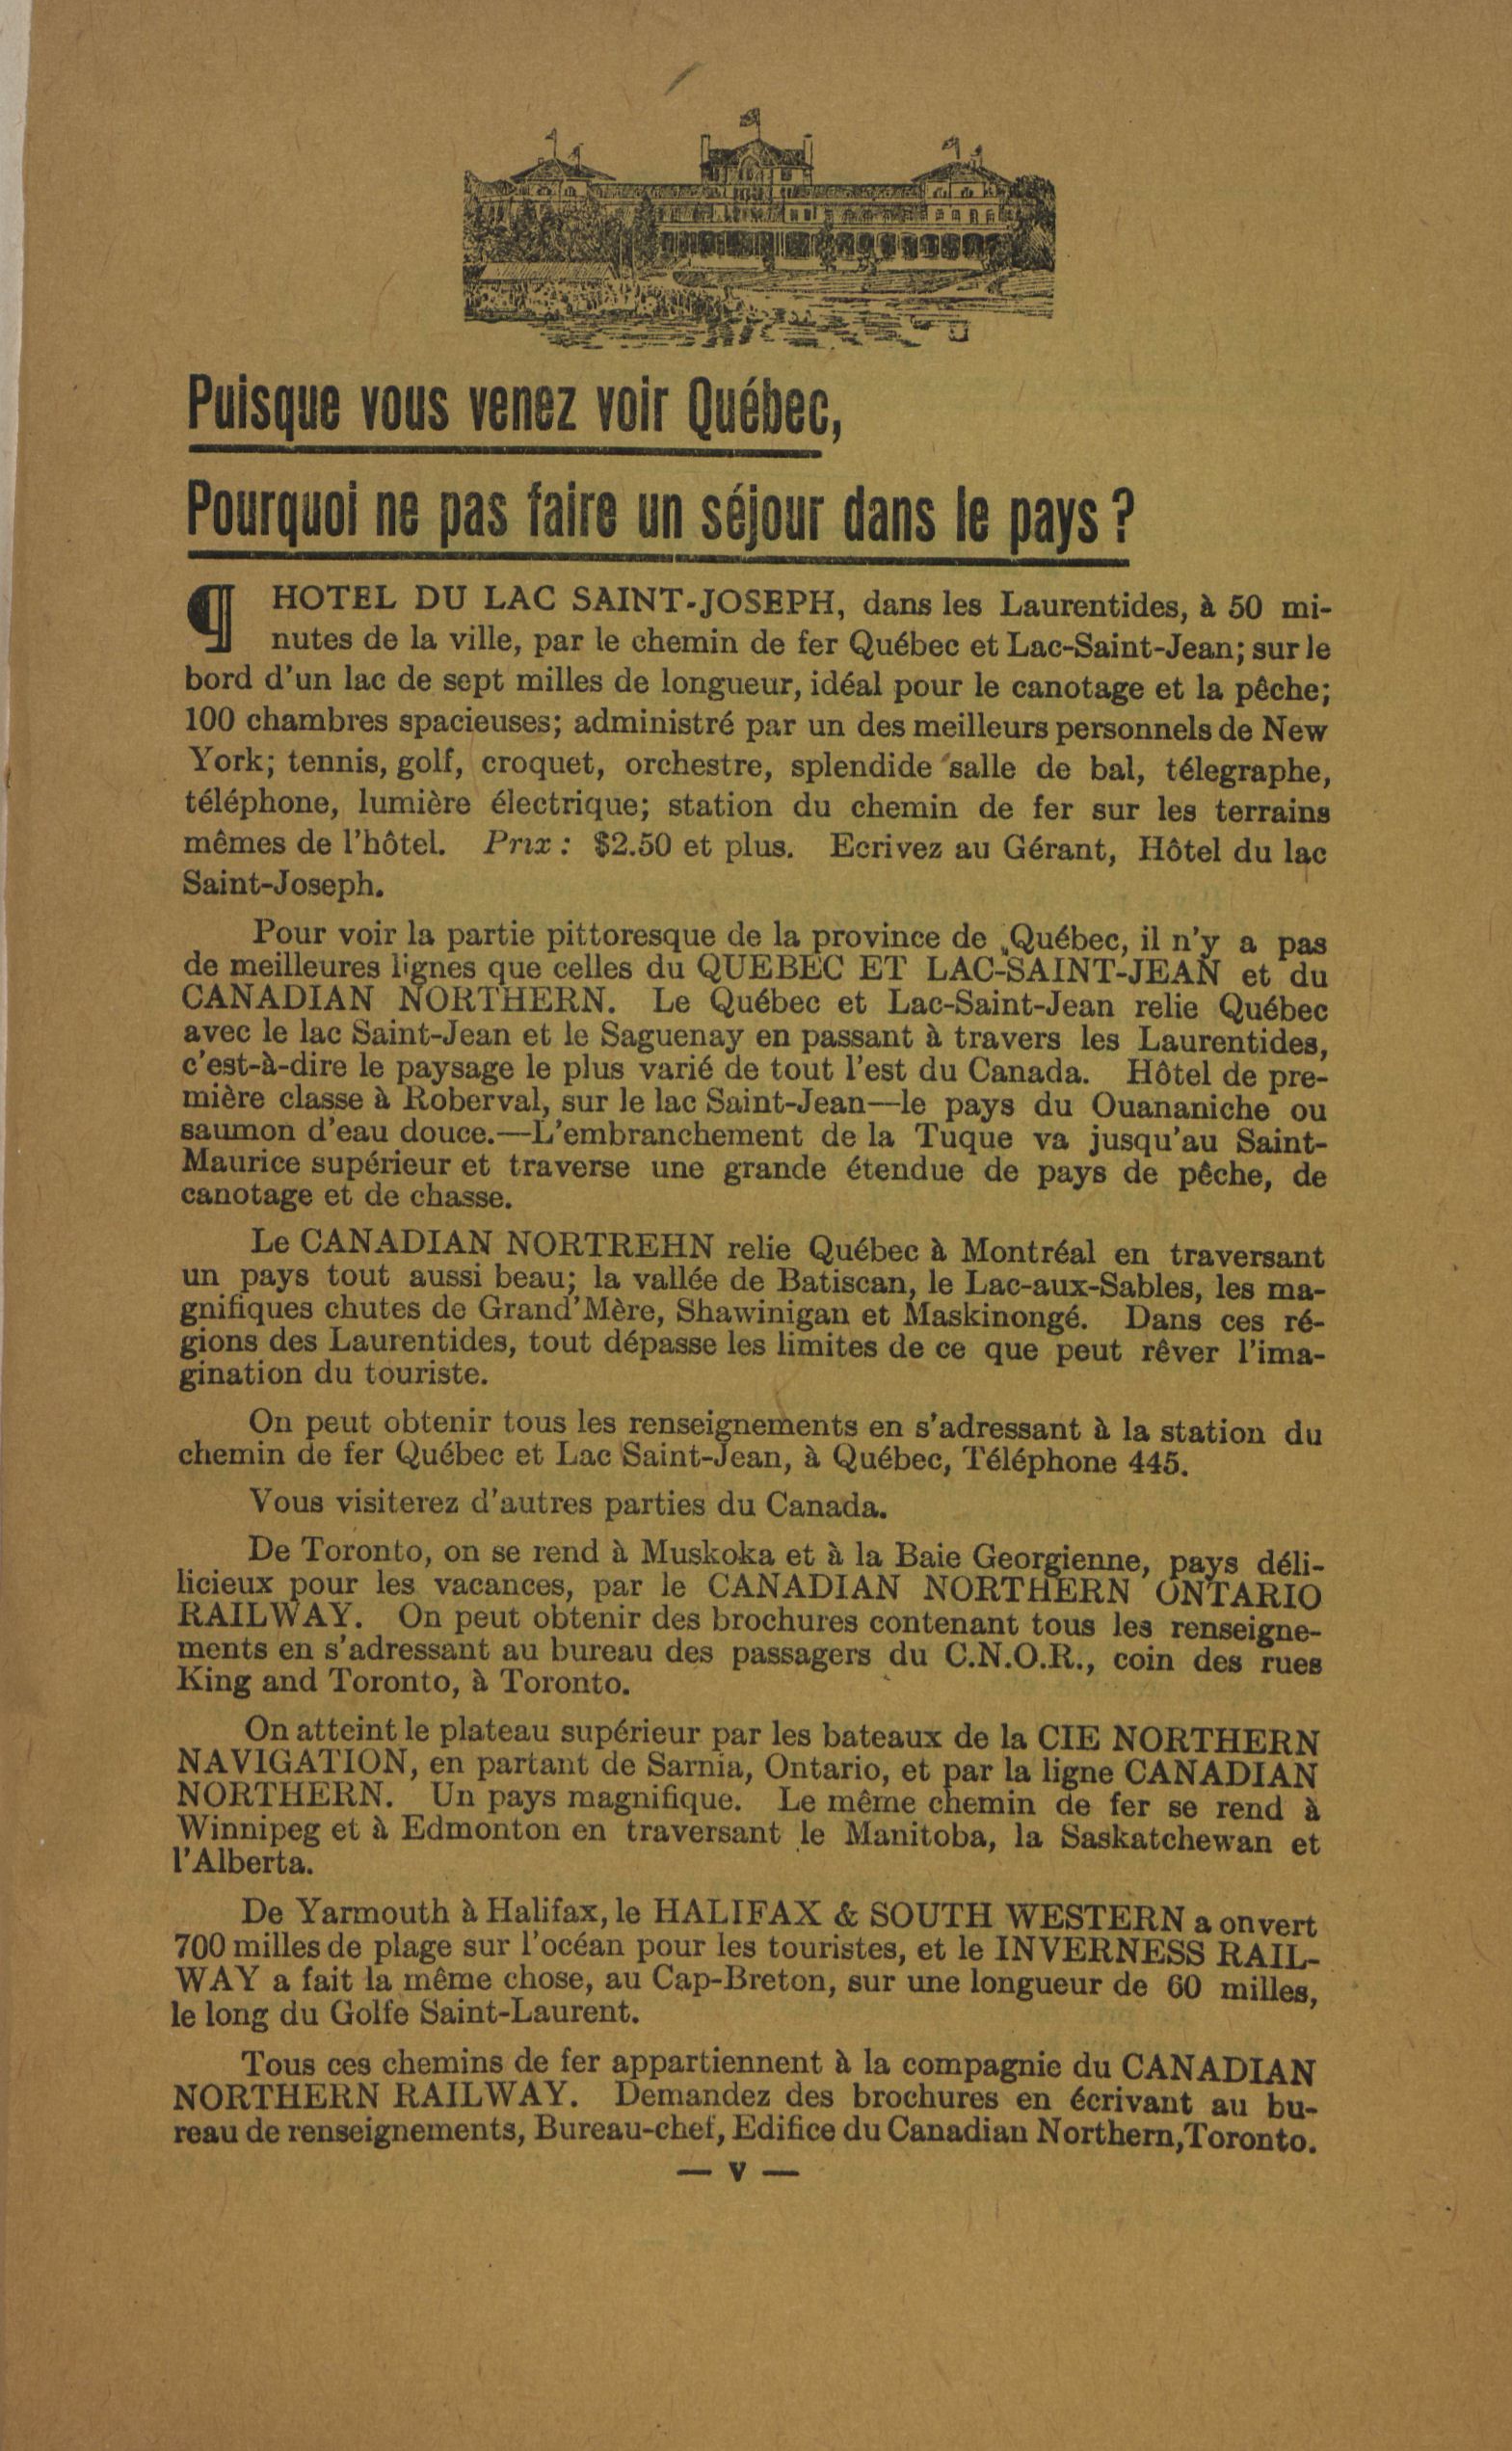 Puisque vous venez voir Québec,
Pourquoi ne pas faire un séjour dans le pays ?
¶ HOTEL DU LAC SAINT-JOSEPH, dans les Laurentides, à 50 mi-
nutes de la ville, par le chemin de fer Québec et Lac-Saint-Jean; sur le
bord d'un lac de sept milles de longueur, idéal pour le canotage et la pêche;
100 chambres spacieuses; administré par un des meilleurs personnels de New
York; tennis, golf, croquet, orchestre, splendide salle de bal, télegraphe,
téléphone, lumière électrique; station du chemin de fer sur les terrains
mêmes de l'hôtel. Prix : $2.50 et plus. Ecrivez au Gérant, Hôtel du lac
Saint-Joseph.
Pour voir la partie pittoresque de la province de Québec, il n'y a pas
de meilleures lignes que celles du QUEBEC ET LAC-SAINT-JEAN et du
CANADIAN NORTHERN. Le Québec et Lac-Saint-Jean relie Québec
avec le lac Saint-Jean et le Saguenay en passant à travers les Laurentides,
c'est-à-dire le paysage le plus varié de tout l'est du Canada. Hôtel de pre-
mière classe à Roberval, sur le lac Saint-Jean—le pays du Ouananiche ou
saumon d'eau douce.—L'embranchement de la Tuque va jusqu'au Saint-
Maurice supérieur et traverse une grande étendue de pays de pêche, de
canotage et de chasse.
Le CANADIAN NORTREHN relie Québec à Montréal en traversant
un pays tout aussi beau; la vallée de Batiscan, le Lac-aux-Sables, les ma-
gnifiques chutes de Grand'Mère, Shawinigan et Maskinongé. Dans ces ré-
gions des Laurentides, tout dépasse les limites de ce que peut rêver l'ima-
gination du touriste.
On peut obtenir tous les renseignements en s'adressant à la station du
chemin de fer Québec et Lac Saint-Jean, à Québec, Téléphone 445.
Vous visiterez d'autres parties du Canada.
De Toronto, on se rend à Muskoka et à la Baie Georgienne, pays déli-
licieux pour les vacances, par le CANADIAN NORTHERN ONTARIO
RAILWAY. On peut obtenir des brochures contenant tous les renseigne-
ments en s'adressant au bureau des passagers du C.N.O.R., coin des rues
King and Toronto, à Toronto.
On atteint le plateau supérieur par les bateaux de la CIE NORTHERN
NAVIGATION, en partant de Sarnia, Ontario, et par la ligne CANADIAN
NORTHERN. Un pays magnifique. Le même chemin de fer se rend à
Winnipeg et à Edmonton en traversant le Manitoba, la Saskatchewan et
l'Alberta.
De Yarmouth à Halifax, le HALIFAX & SOUTH WESTERN a onvert
700 milles de plage sur l'océan pour les touristes, et le INVERNESS RAIL-
WAY a fait la même chose, au Cap-Breton, sur une longueur de 60 milles,
le long du Golfe Saint-Laurent.
Tous ces chemins de fer appartiennent à la compagnie du CANADIAN
NORTHERN RAILWAY. Demandez des brochures en écrivant au bu-
reau de renseignements, Bureau-chef, Edifice du Canadian Northern, Toronto.
— v —